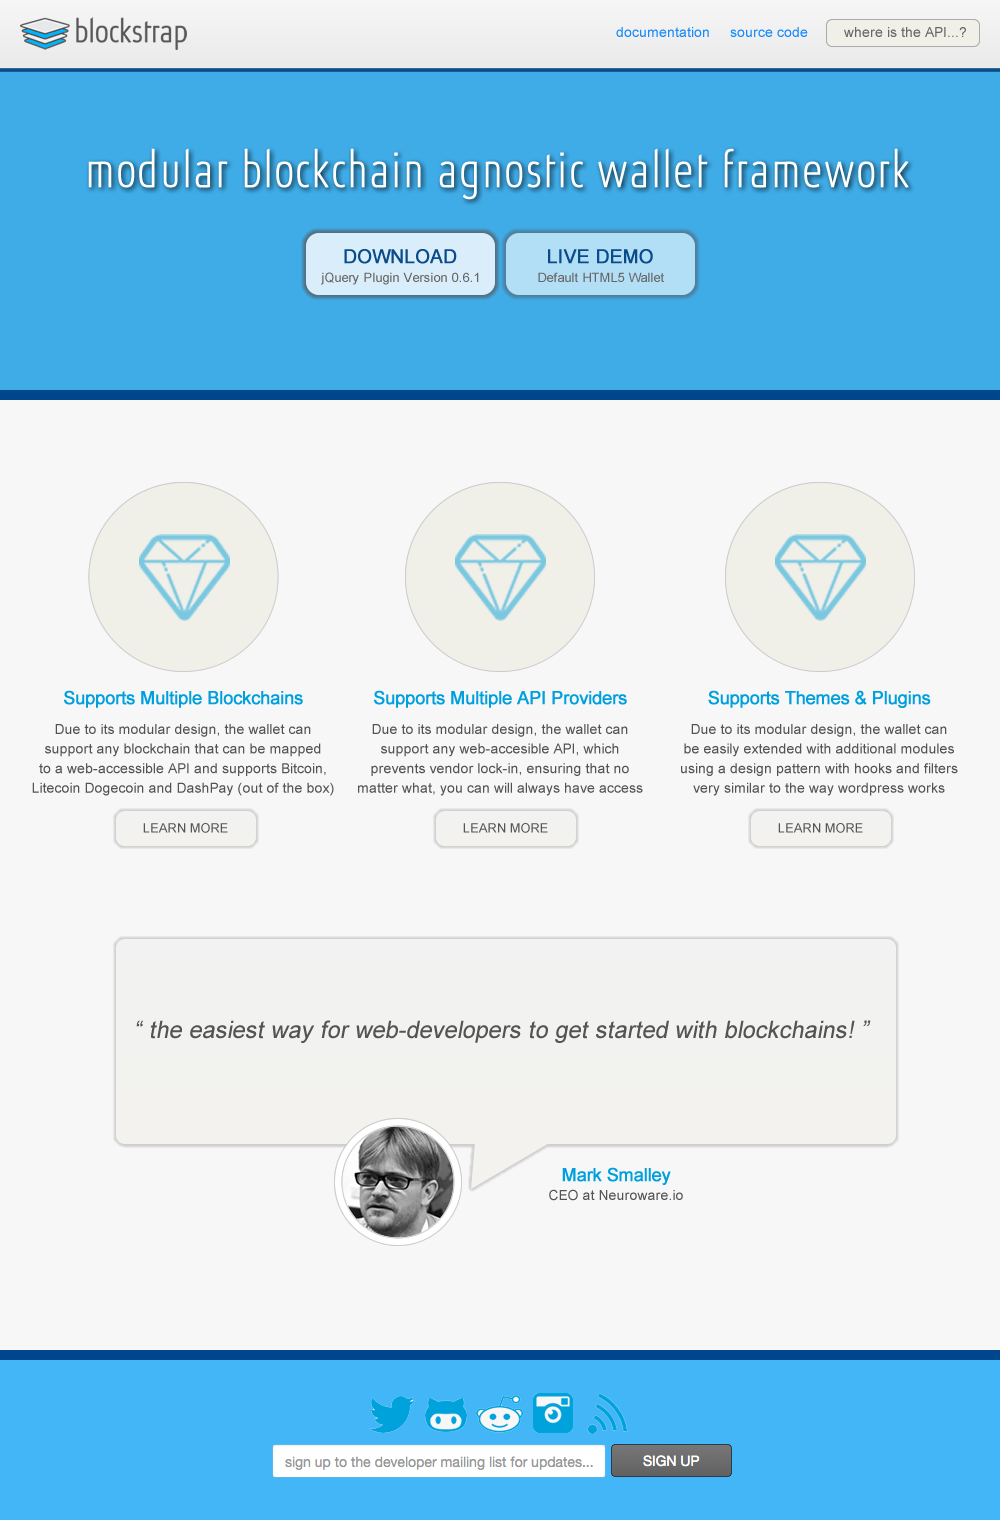 blockstrap
documentation
source code
where is the API...?
modular blockchain agnostic wallet framework
DOWNLOAD
jQuery Plugin Version 0.6.1
LIVE DEMO
Default HTML5 Wallet
Supports Multiple Blockchains
Due to its modular design, the wallet can
support any blockchain that can be mapped
to a web-accessible API and supports Bitcoin,
Litecoin Dogecoin and DashPay (out of the box)
LEARN MORE
Supports Multiple API Providers
Due to its modular design, the wallet can
support any web-accesible API, which
prevents vendor lock-in, ensuring that no
matter what, you can will always have access
LEARN MORE
Supports Themes & Plugins
Due to its modular design, the wallet can
be easily extended with additional modules
using a design pattern with hooks and filters
very similar to the way wordpress works
LEARN MORE
“ the easiest way for web-developers to get started with blockchains! ”
Mark Smalley
CEO at Neuroware.io
sign up to the developer mailing list for updates...
SIGN UP